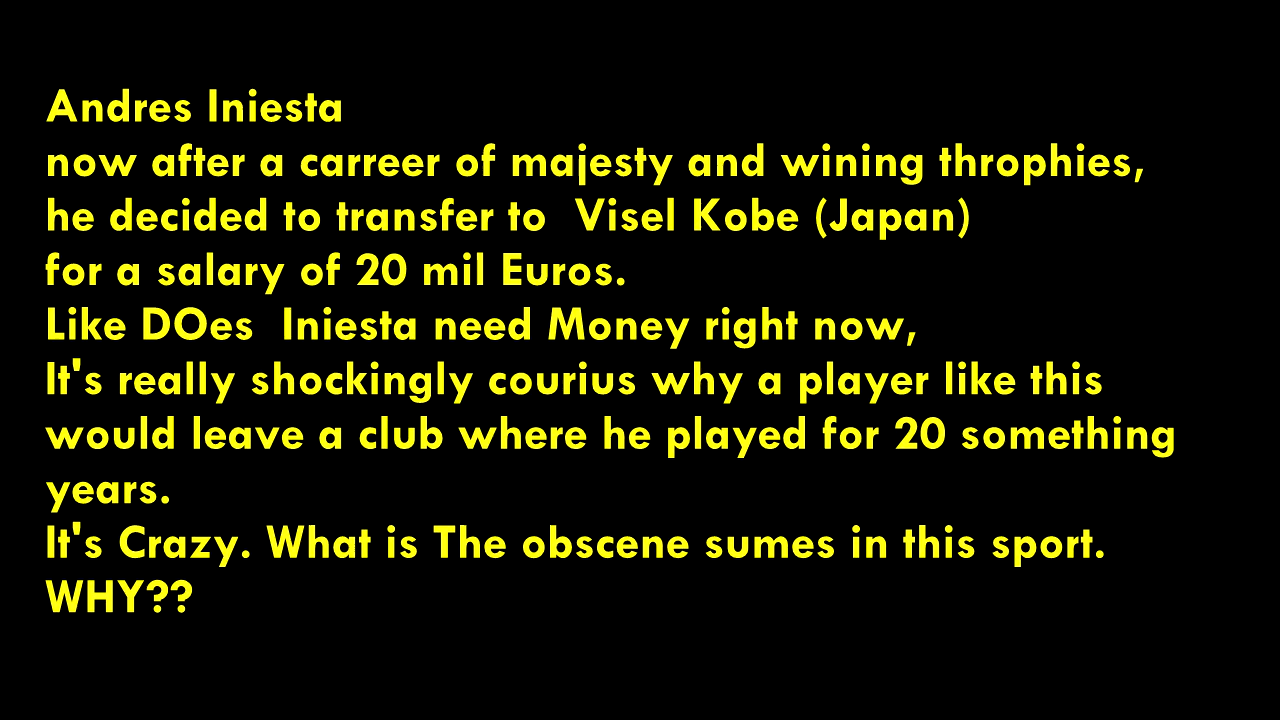 Andres Iniesta
now after a carreer of majesty and wining throphies,
he decided to transfer to  Visel Kobe (Japan)
for a salary of 20 mil Euros.
Like DOes  Iniesta need Money right now,
It's really shockingly courius why a player like this
would leave a club where he played for 20 something
years.
It's Crazy. What is The obscene sumes in this sport.
WHY??